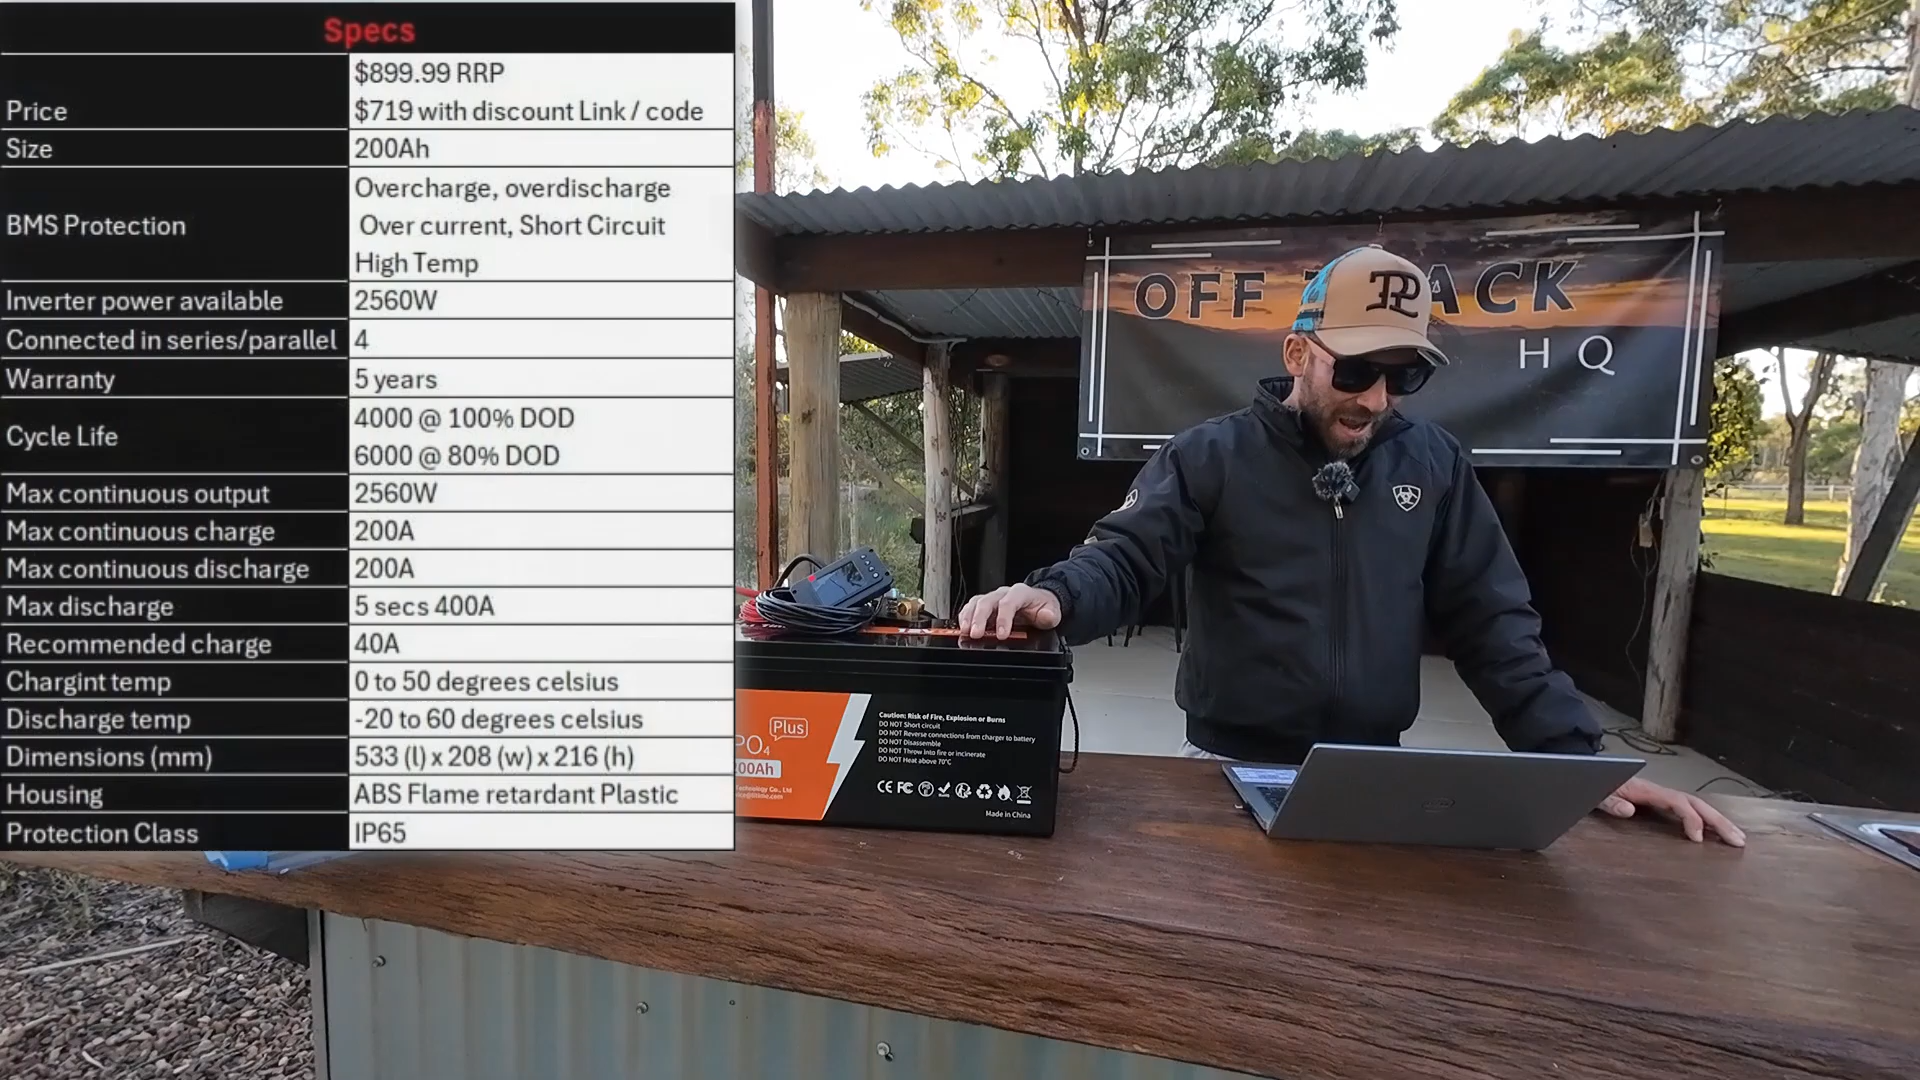 Specs
$899.99 RRP
Price $719 with discount Link / code
Size 200Ah
Overcharge, overdischarge
BMS Protection Over current, Short Circuit
High Temp
Inverter power available 2560W
Connected in series/parallel 4
Warranty 5 years
4000 @ 100% DOD
Cycle Life
6000 @ 80% DOD
Max continuous output 2560W
Max continuous charge 200A
Max continuous discharge 200A
Max discharge 5 secs 400A
Recommended charge 40A
Chargint temp 0 to 50 degrees celsius
Discharge temp -20 to 60 degrees celsius
Dimensions (mm) 533 (l) x 208 (w) x 216 (h)
Housing ABS Flame retardant Plastic
Protection Class IP65
OFF ACK
HQ
Plus
PO4
00Ah
Caution: Risk of Fire, Explosion or Burns
DO NOT Short circuit
DO NOT Reverse connections from charger to battery
DO NOT Disassemble
DO NOT Throw into fire or incinerate
DO NOT Heat above 70°C
CE FC
Made in China